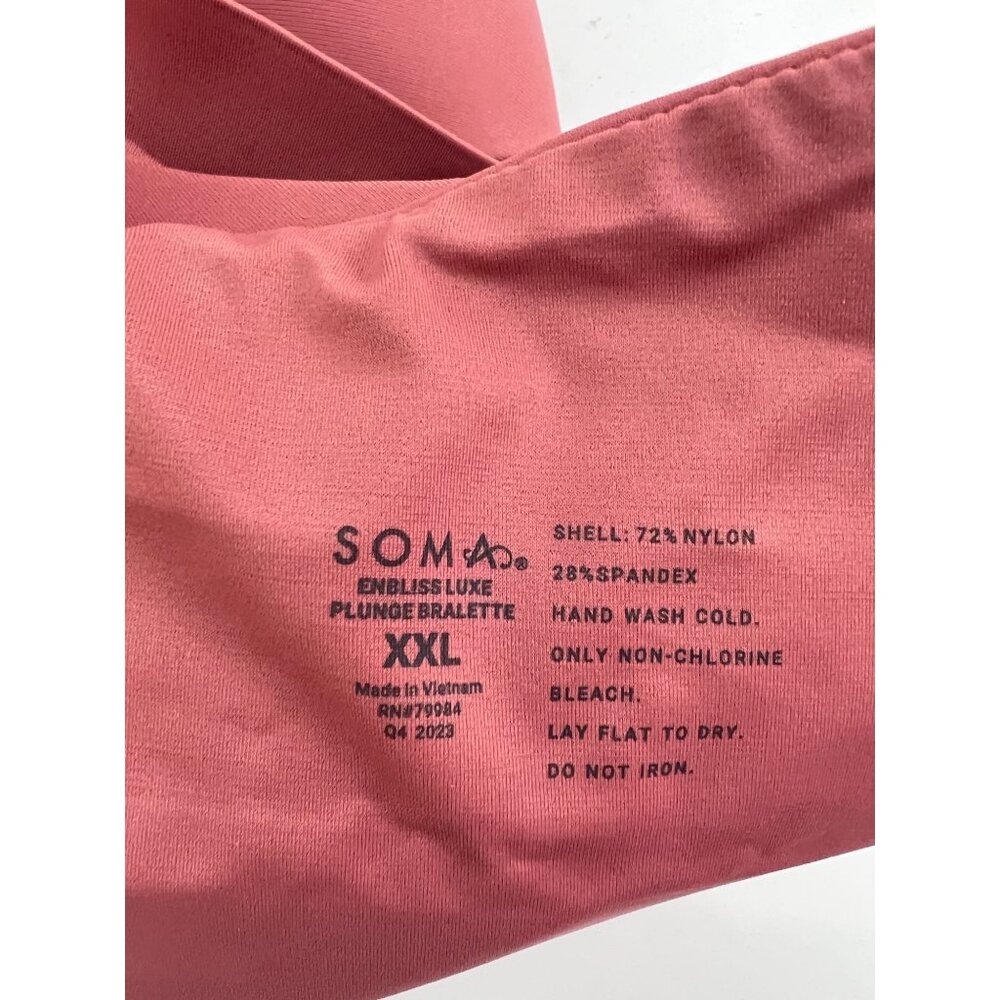 SOMA®
ENBLISS LUXE
PLUNGE BRALETTE
XXL
Made in Vietnam
RN#79984
Q4 2023
SHELL: 72% NYLON
28%SPANDEX
HAND WASH COLD.
ONLY NON-CHLORINE
BLEACH.
LAY FLAT TO DRY.
DO NOT IRON.